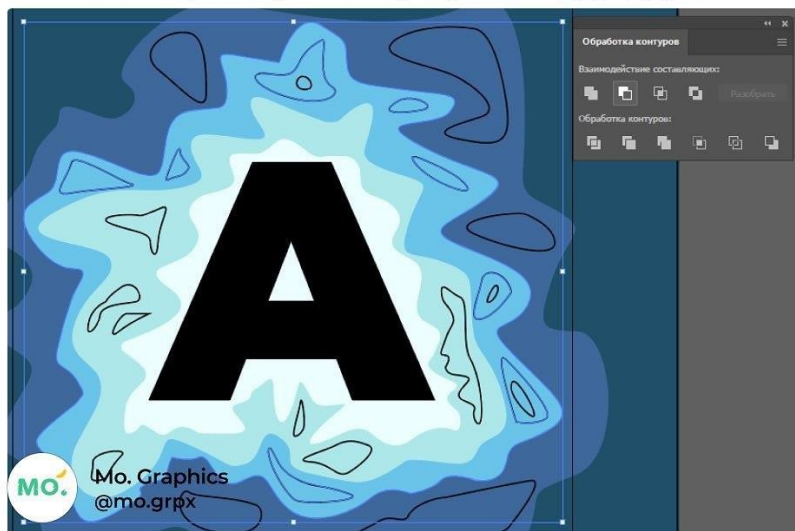 Обработка контуров
Взаимодействие составляющих:
Разобрать
Обработка контуров:
A
MO.
Mo. Graphics
@mo.grpx